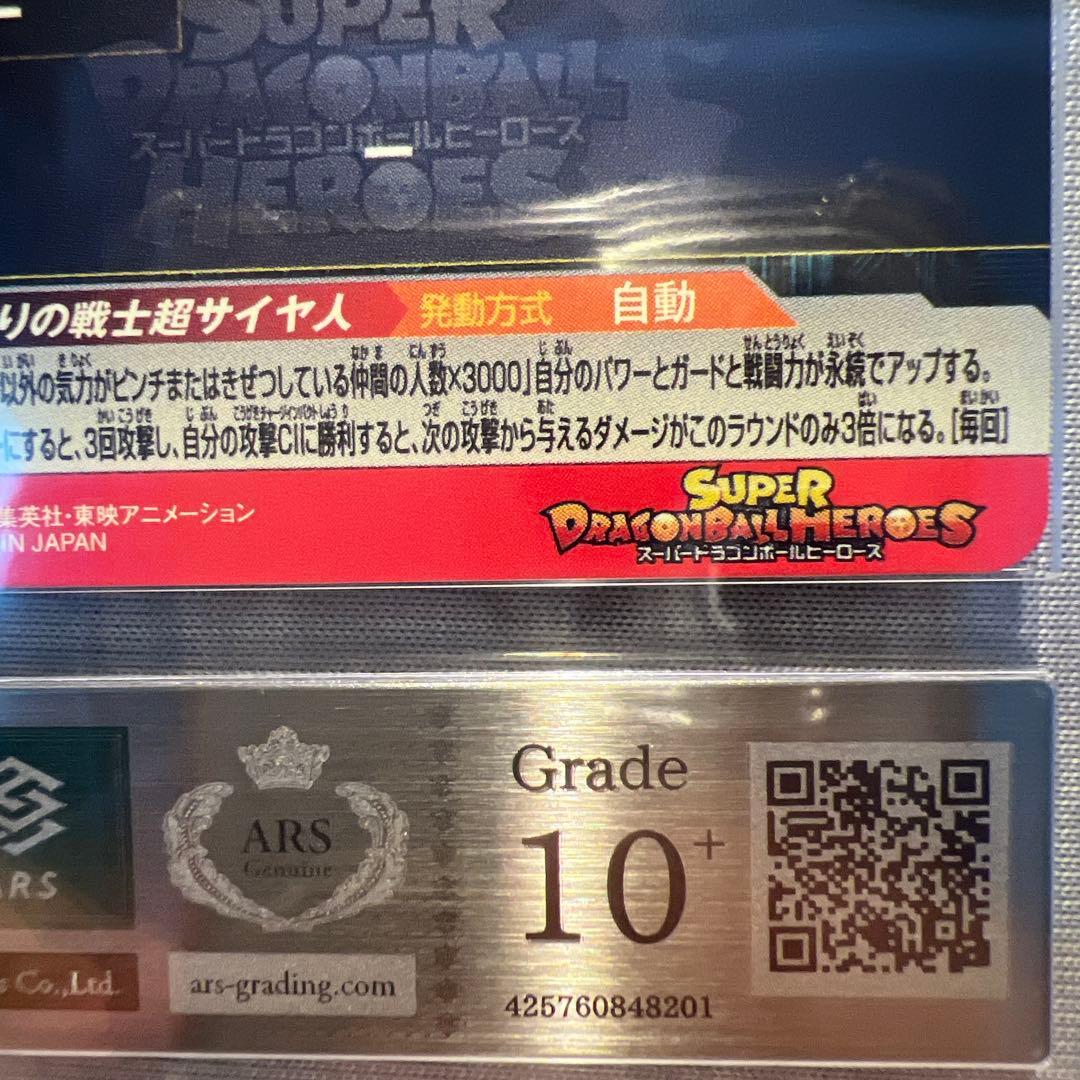 SUPER
DRAGONBALL
スーパードラゴンボールヒーローズ
HEROES
りの戦士超サイヤ人 発動方式 自動
以外の気力がピンチまたはきぜつしている仲間の人数×3000」自分のパワーとガードと戦闘力が永続でアップする。
にすると、3回攻撃し、自分の攻撃CIに勝利すると、次の攻撃から与えるダメージがこのラウンドのみ3倍になる。[毎回]
集英社・東映アニメーション
IN JAPAN
SUPER
DRAGONBALL HEROES
スーパードラゴンボールヒーローズ
ARS
s Co.,Ltd.
ARS
Genuine
ars-grading.com
Grade
10+
425760848201